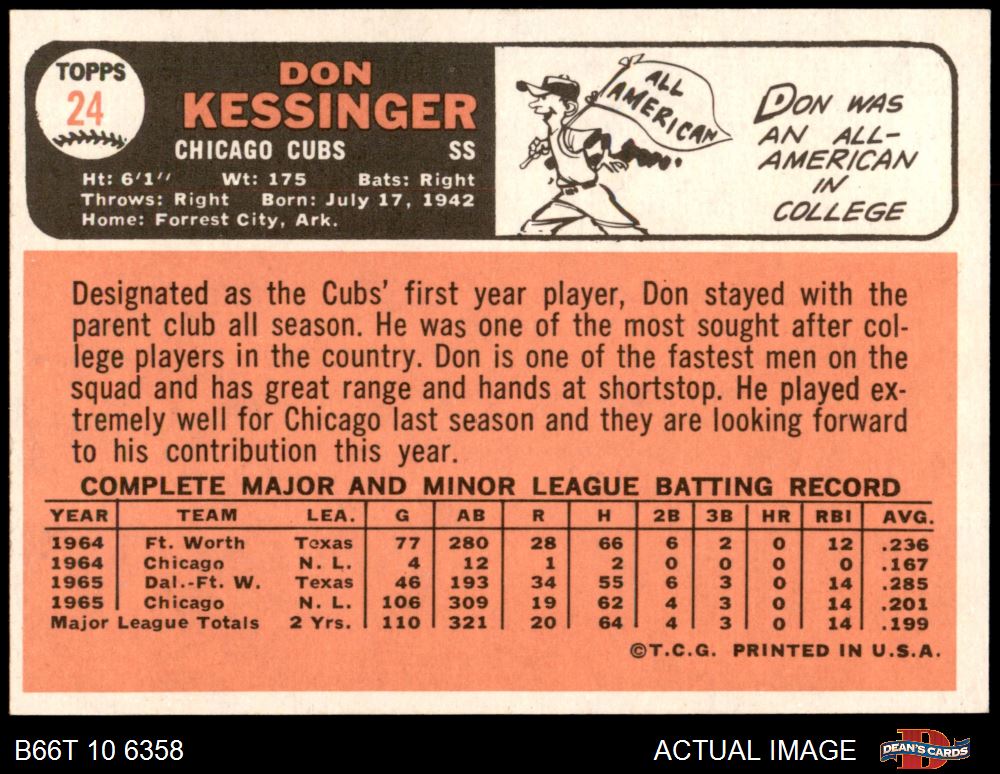 TOPPS
24
DON
KESSINGER
CHICAGO CUBS SS
Ht: 6'1" Wt: 175 Bats: Right
Throws: Right Born: July 17, 1942
Home: Forrest City, Ark.
ALL
AMERICAN
DON WAS
AN ALL-
AMERICAN
IN
COLLEGE
Designated as the Cubs' first year player, Don stayed with the
parent club all season. He was one of the most sought after col-
lege players in the country. Don is one of the fastest men on the
squad and has great range and hands at shortstop. He played ex-
tremely well for Chicago last season and they are looking forward
to his contribution this year.
COMPLETE MAJOR AND MINOR LEAGUE BATTING RECORD
YEAR TEAM LEA. G AB R H 2B 3B HR RBI AVG.
1964 Ft. Worth Texas 77 280 28 66 6 2 0 12 .236
1964 Chicago N. L. 4 12 1 2 0 0 0 0 .167
1965 Dal.-Ft. W. Texas 46 193 34 55 6 3 0 14 .285
1965 Chicago N. L. 106 309 19 62 4 3 0 14 .201
Major League Totals 2 Yrs. 110 321 20 64 4 3 0 14 .199
©T.C.G. PRINTED IN U.S.A.
B66T 10 6358 ACTUAL IMAGE DEAN'S CARDS